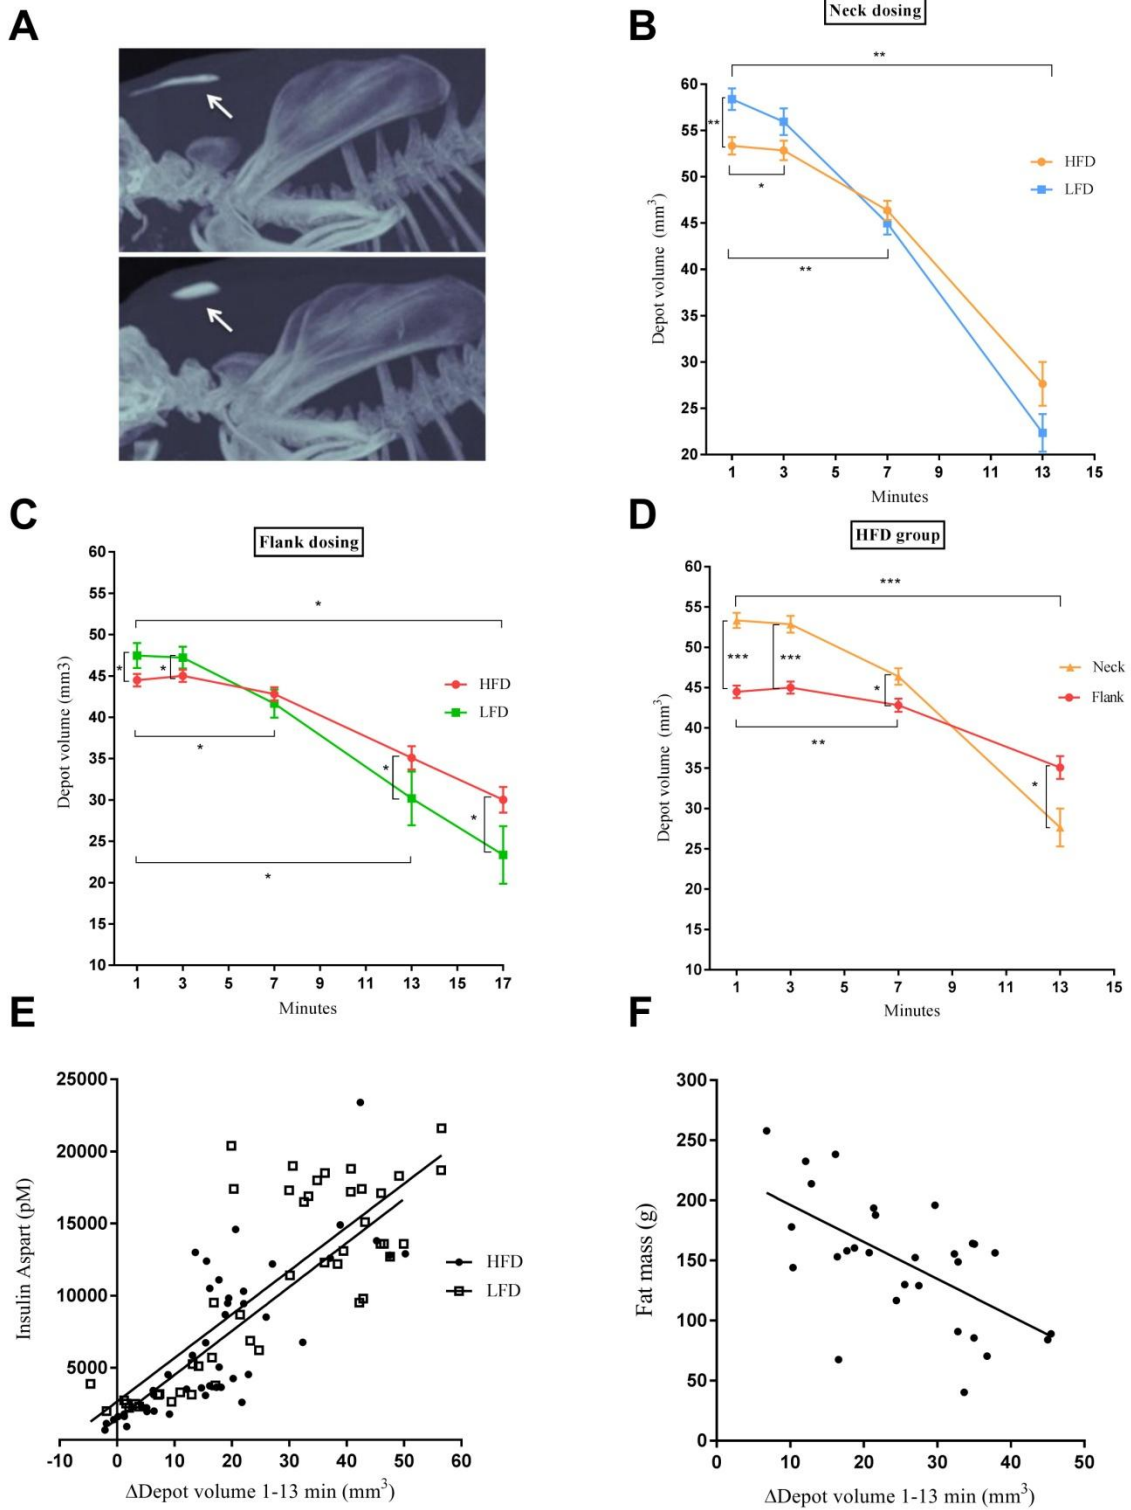 A
B
Neck dosing
**
60
55
50
45
40
35
30
25
20
**
*
**
HFD
LFD
Depot volume (mm3)
1 3 5 7 9 11 13 15
Minutes
C
Flank dosing
60
55
50
45
40
35
30
25
20
15
10
*
*
*
*
*
*
*
HFD
LFD
Depot volume (mm3)
1 3 5 7 9 11 13 15 17
Minutes
D
HFD group
60
55
50
45
40
35
30
25
20
15
10
***
***
***
*
**
*
Neck
Flank
Depot volume (mm3)
1 3 5 7 9 11 13 15
Minutes
E
25000
20000
15000
10000
5000
0
Insulin Aspart (pM)
HFD
LFD
-10 0 10 20 30 40 50 60
ΔDepot volume 1-13 min (mm3)
F
300
250
200
150
100
50
0
Fat mass (g)
0 10 20 30 40 50
ΔDepot volume 1-13 min (mm3)